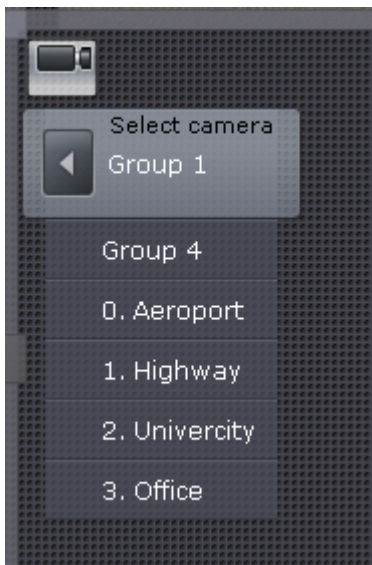 Select camera
Group 1
Group 4
0. Aeroport
1. Highway
2. Univercity
3. Office